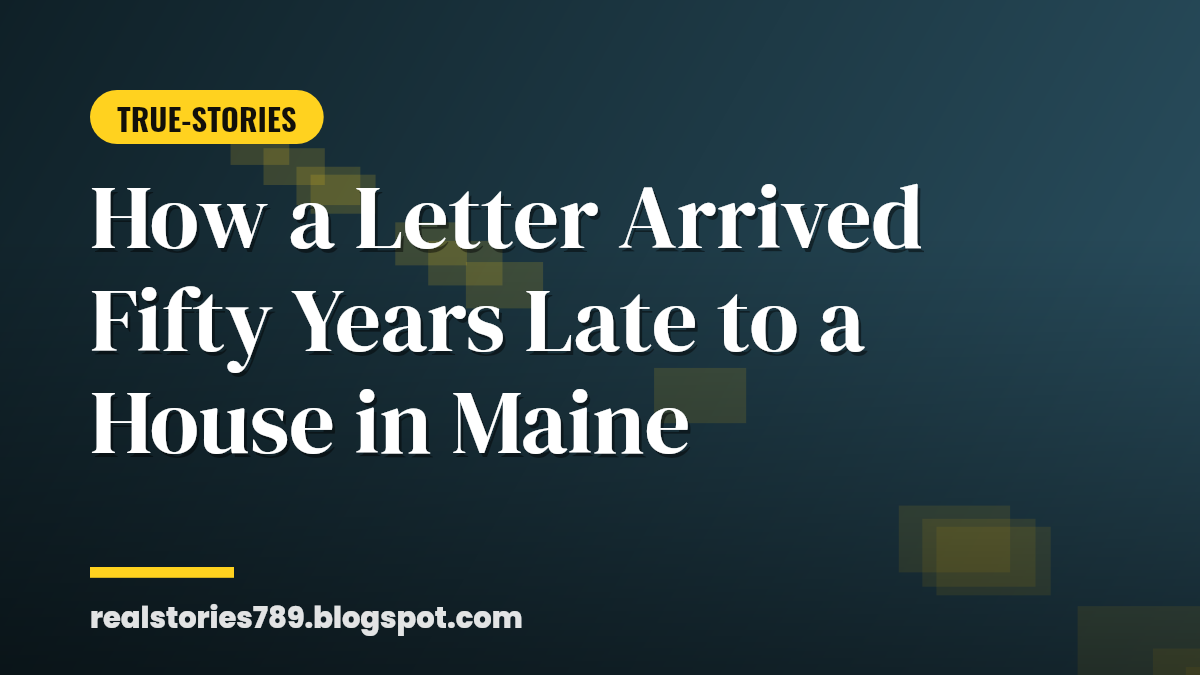 TRUE-STORIES
How a Letter Arrived
Fifty Years Late to a
House in Maine
realstories789.blogspot.com